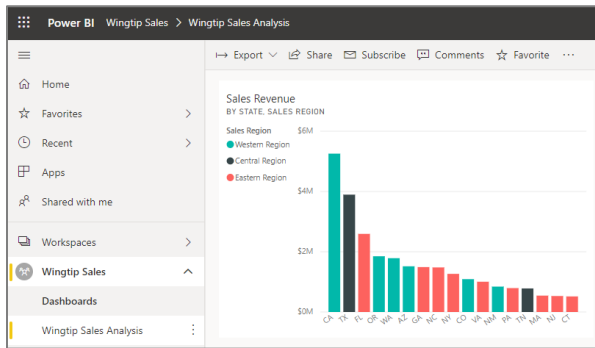 Power BI Wingtip Sales > Wingtip Sales Analysis
Export Share Subscribe Comments Favorite ...
Home
Favorites
Recent
Apps
Shared with me
Workspaces
Wingtip Sales
Dashboards
Wingtip Sales Analysis
Sales Revenue
BY STATE, SALES REGION
Sales Region
Western Region
Central Region
Eastern Region
$6M
$4M
$2M
$0M
CA TX FL OR WA AZ GA NC NY CO VA NM PA TN MA NJ CT